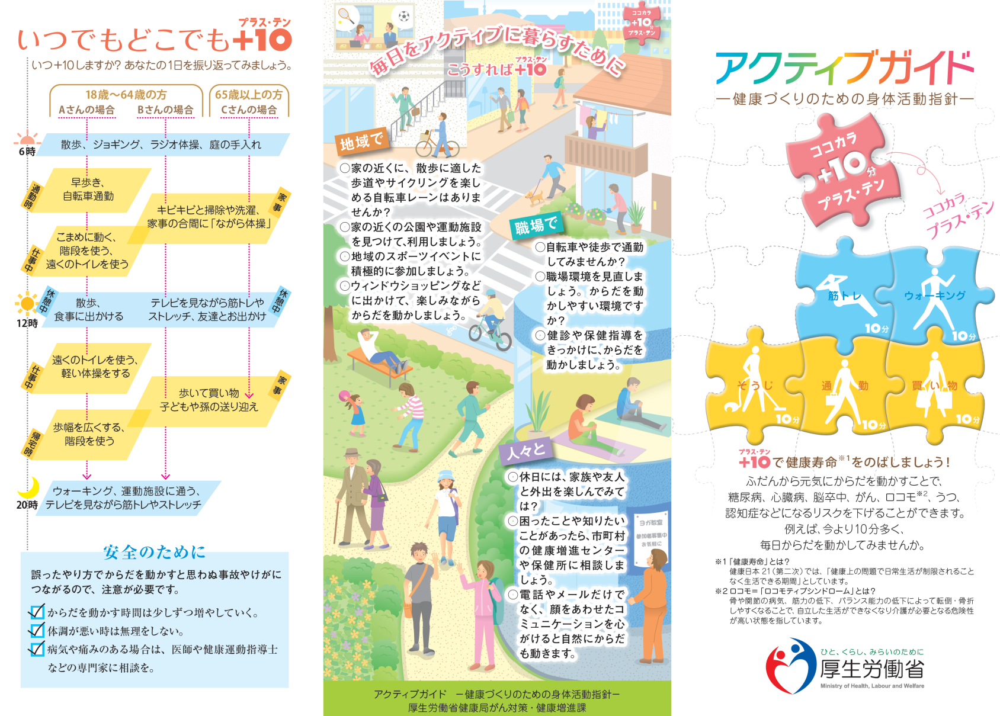 プラス・テン
いつでもどこでも+10
いつ+10しますか? あなたの1日を振り返ってみましょう。
18歳〜64歳の方
65歳以上の方
Aさんの場合
Bさんの場合
Cさんの場合
6時
散歩、ジョギング、ラジオ体操、庭の手入れ
通勤時
早歩き、
自転車通勤
家事
キビキビと掃除や洗濯、
家事の合間に「ながら体操」
仕事中
こまめに動く、
階段を使う、
遠くのトイレを使う
12時
休憩中
散歩、
食事に出かける
テレビを見ながら筋トレや
ストレッチ、友達とお出かけ
休憩中
仕事中
遠くのトイレを使う、
軽い体操をする
家事
歩いて買い物
子どもや孫の送り迎え
帰宅時
歩幅を広くする、
階段を使う
20時
ウォーキング、運動施設に通う、
テレビを見ながら筋トレやストレッチ
安全のために
誤ったやり方でからだを動かすと思わぬ事故やけがに
つながるので、注意が必要です。
からだを動かす時間は少しずつ増やしていく。
体調が悪い時は無理をしない。
病気や痛みのある場合は、医師や健康運動指導士
などの専門家に相談を。
ココカラ
+10分
プラス・テン
毎日をアクティブに暮らすために
プラス・テン
こうすれば+10
地域で
○家の近くに、散歩に適した
歩道やサイクリングを楽し
める自転車レーンはありま
せんか?
○家の近くの公園や運動施設
を見つけて、利用しましょう。
○地域のスポーツイベントに
積極的に参加しましょう。
○ウィンドウショッピングなど
に出かけて、楽しみながら
からだを動かしましょう。
職場で
○自転車や徒歩で通勤
してみませんか?
○職場環境を見直しま
しょう。からだを動
かしやすい環境です
か?
○健診や保健指導を
きっかけに、からだを
動かしましょう。
人々と
○休日には、家族や友人
と外出を楽しんでみて
は?
○困ったことや知りたい
ことがあったら、市町村
の健康増進センター
や保健所に相談しま
しょう。
○電話やメールだけで
なく、顔をあわせたコ
ミュニケーションを心
がけると自然にからだ
も動きます。
ヨガ教室
参加者募集中
お気軽に
アクティブガイド －健康づくりのための身体活動指針－
厚生労働省健康局がん対策・健康増進課
アクティブガイド
－健康づくりのための身体活動指針－
ココカラ
+10分
プラス・テン
ココカラ
プラス・テン
筋トレ
10分
ウォーキング
10分
そうじ
10分
通勤
10分
買い物
10分
プラス・テン
+10で健康寿命※1をのばしましょう!
ふだんから元気にからだを動かすことで、
糖尿病、心臓病、脳卒中、がん、ロコモ※2、うつ、
認知症などになるリスクを下げることができます。
例えば、今より10分多く、
毎日からだを動かしてみませんか。
※1「健康寿命」とは?
健康日本21(第二次)では、「健康上の問題で日常生活が制限されること
なく生活できる期間」としています。
※2ロコモ=「ロコモティブシンドローム」とは?
骨や関節の病気、筋力の低下、バランス能力の低下によって転倒・骨折
しやすくなることで、自立した生活ができなくなり介護が必要となる危険性
が高い状態を指しています。
ひと、くらし、みらいのために
厚生労働省
Ministry of Health, Labour and Welfare